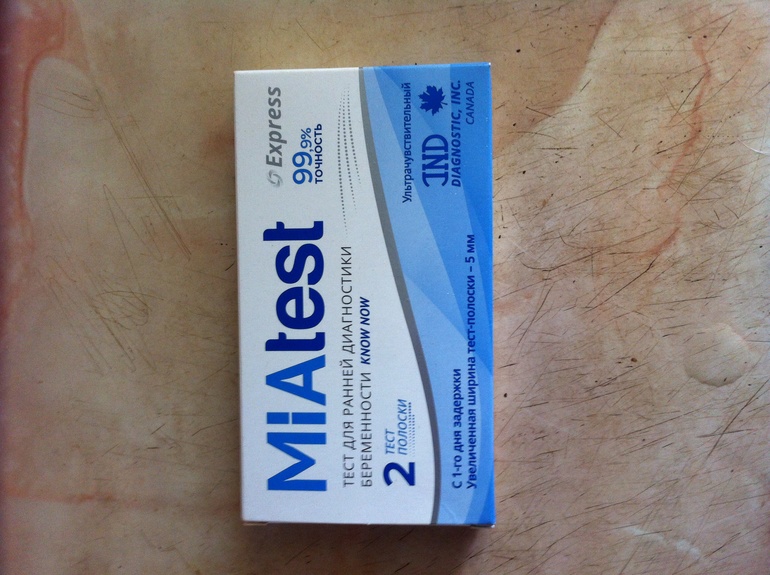 MiAtest
Express
99,9%
точность
ТЕСТ ДЛЯ РАННЕЙ ДИАГНОСТИКИ
БЕРЕМЕННОСТИ KNOW NOW
2 ТЕСТ
ПОЛОСКИ
Ультрачувствительный
IND
DIAGNOSTIC, INC.
CANADA
С 1-го дня задержки
Увеличенная ширина тест-полоски – 5 мм